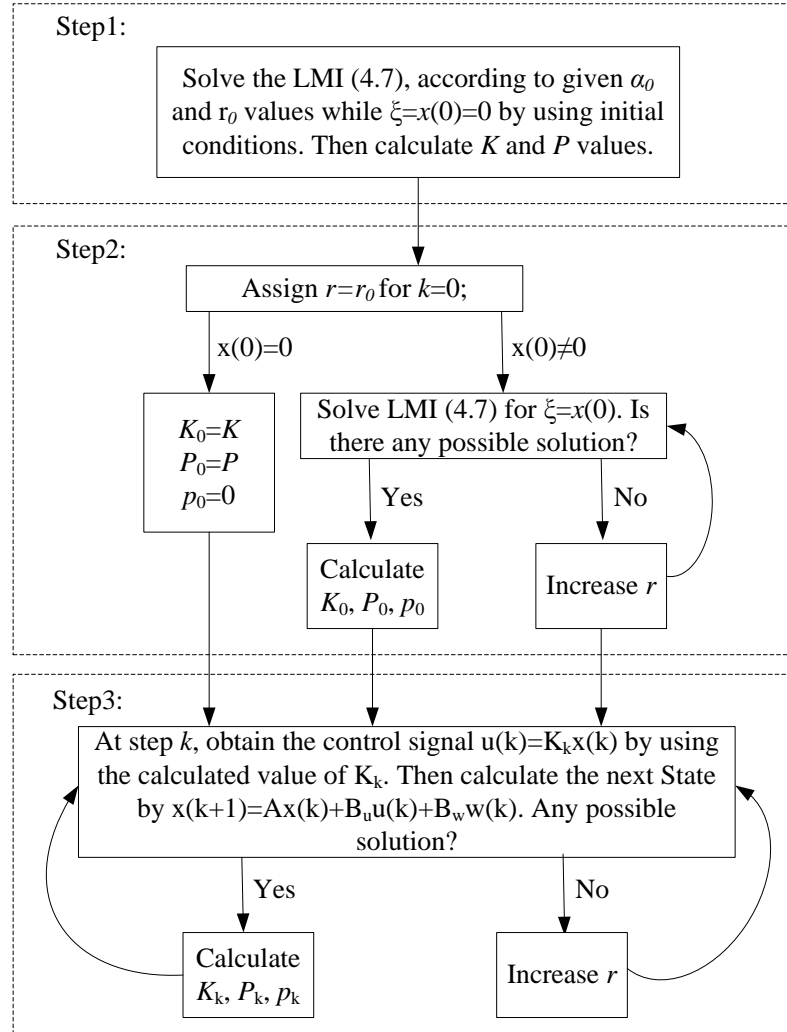 Step1:
Solve the LMI (4.7), according to given α₀
and r₀ values while ξ=x(0)=0 by using initial
conditions. Then calculate K and P values.
Step2:
Assign r=r₀ for k=0;
x(0)=0
x(0)≠0
K₀=K
P₀=P
p₀=0
Solve LMI (4.7) for ξ=x(0). Is
there any possible solution?
Yes
No
Calculate
K₀, P₀, p₀
Increase r
Step3:
At step k, obtain the control signal u(k)=Kₖx(k) by using
the calculated value of Kₖ. Then calculate the next State
by x(k+1)=Ax(k)+Bᵤu(k)+B_w w(k). Any possible
solution?
Yes
No
Calculate
Kₖ, Pₖ, pₖ
Increase r